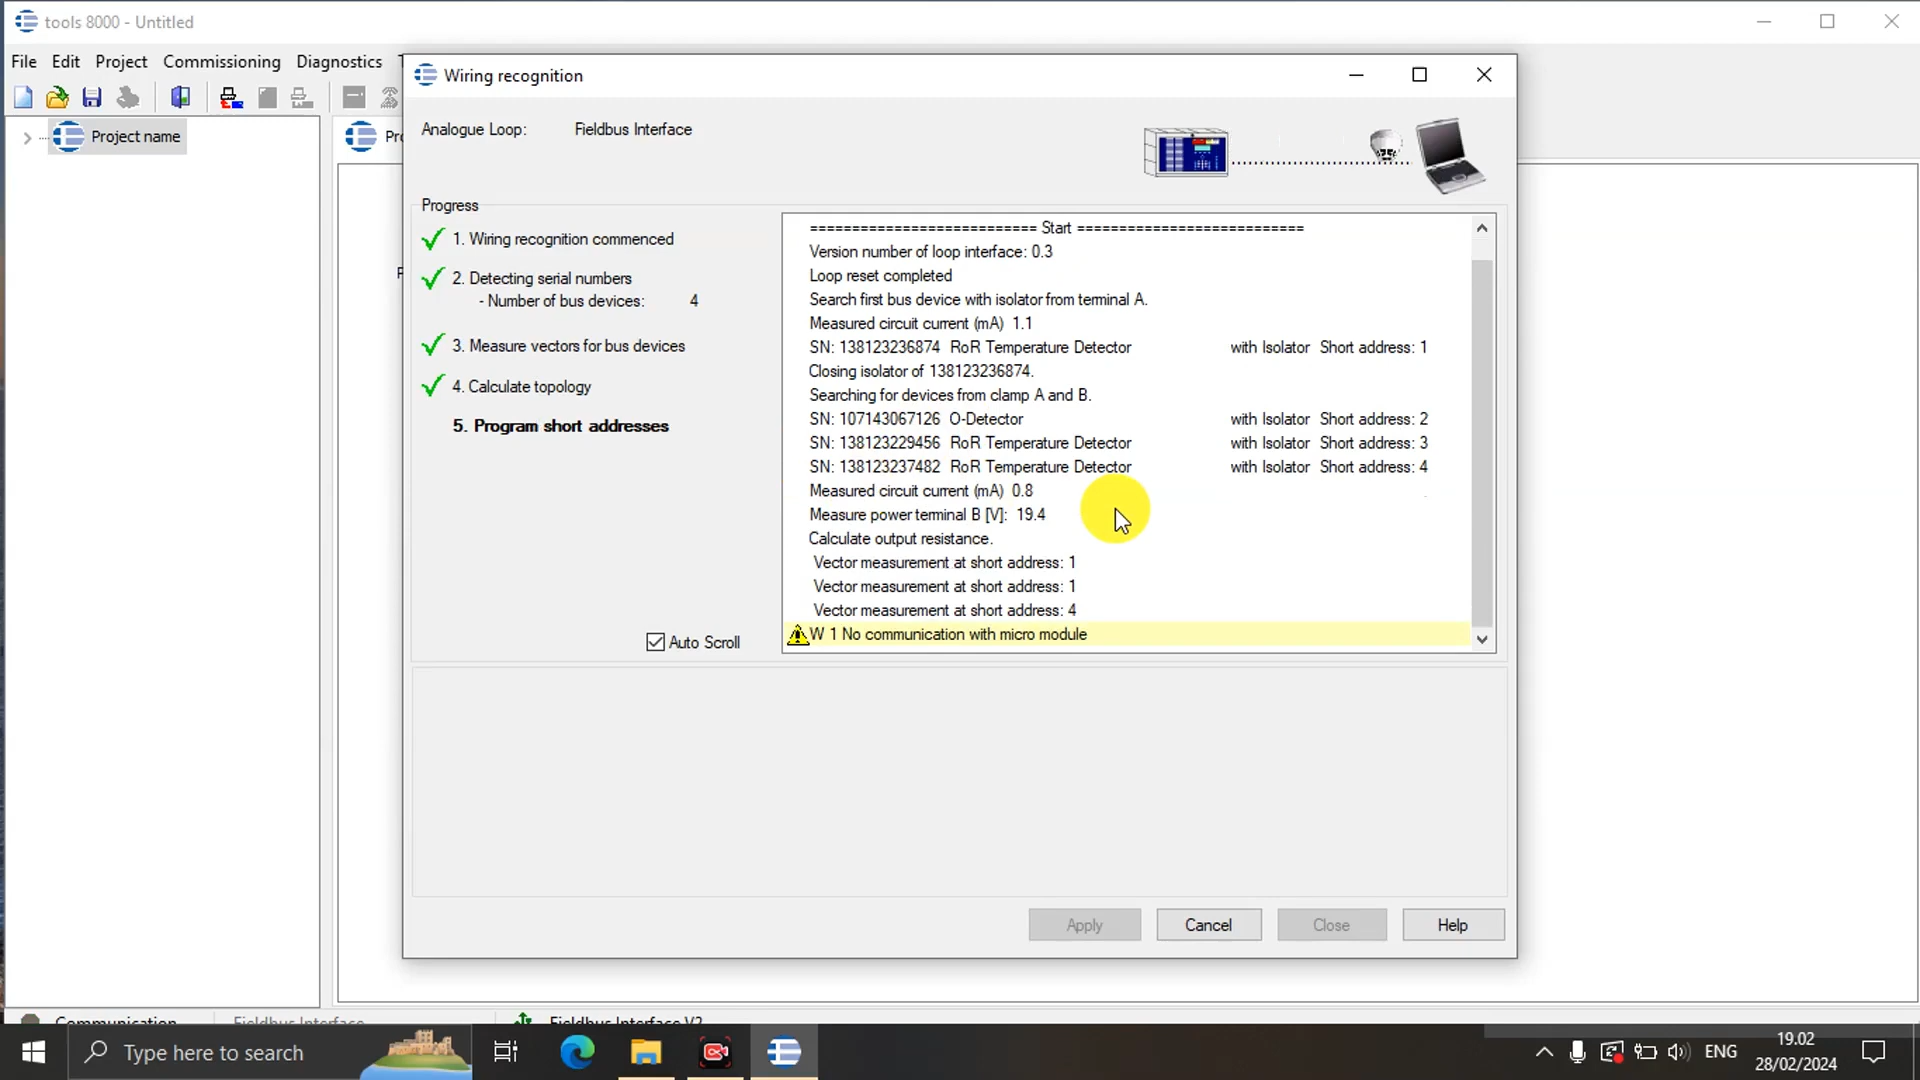 tools 8000 - Untitled
File Edit Project Commissioning Diagnostics
Wiring recognition
Project name
Analogue Loop: Fieldbus Interface
Progress
1. Wiring recognition commenced
2. Detecting serial numbers
- Number of bus devices: 4
3. Measure vectors for bus devices
4. Calculate topology
5. Program short addresses
Auto Scroll
========================== Start ==========================
Version number of loop interface: 0.3
Loop reset completed
Search first bus device with isolator from terminal A.
Measured circuit current (mA) 1.1
SN: 138123236874 RoR Temperature Detector with Isolator Short address: 1
Closing isolator of 138123236874.
Searching for devices from clamp A and B.
SN: 107143067126 O-Detector with Isolator Short address: 2
SN: 138123229456 RoR Temperature Detector with Isolator Short address: 3
SN: 138123237482 RoR Temperature Detector with Isolator Short address: 4
Measured circuit current (mA) 0.8
Measure power terminal B [V]: 19.4
Calculate output resistance.
Vector measurement at short address: 1
Vector measurement at short address: 1
Vector measurement at short address: 4
W 1 No communication with micro module
Apply Cancel Close Help
Communication Fieldbus Interface Fieldbus Interface V2
Type here to search
ENG
19.02
28/02/2024